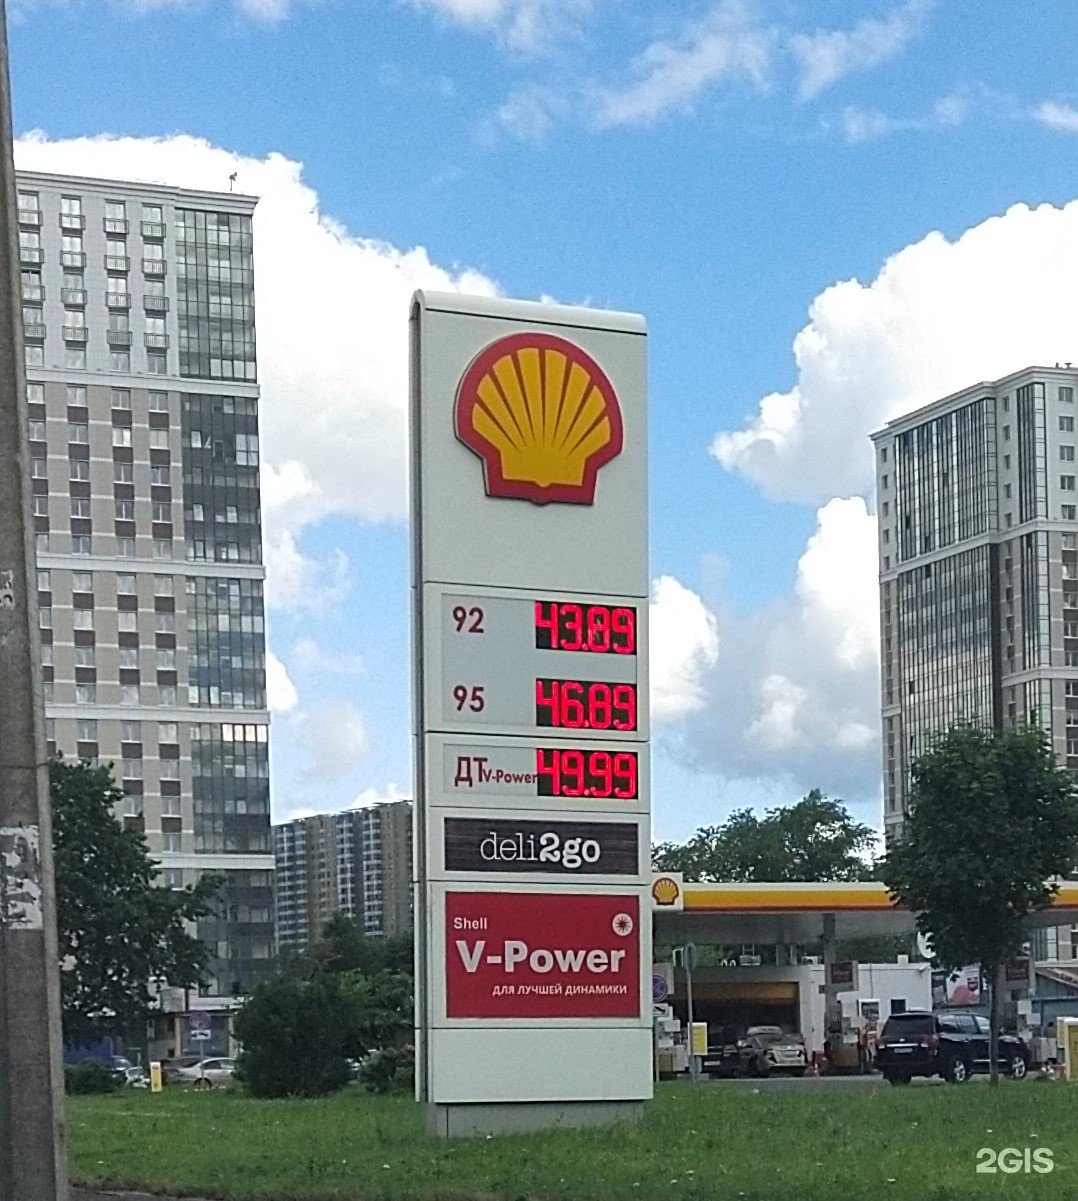 92 43.89
95 46.89
ДТ V-Power 49.99
deli2go
Shell
V-Power
ДЛЯ ЛУЧШЕЙ ДИНАМИКИ
2GIS